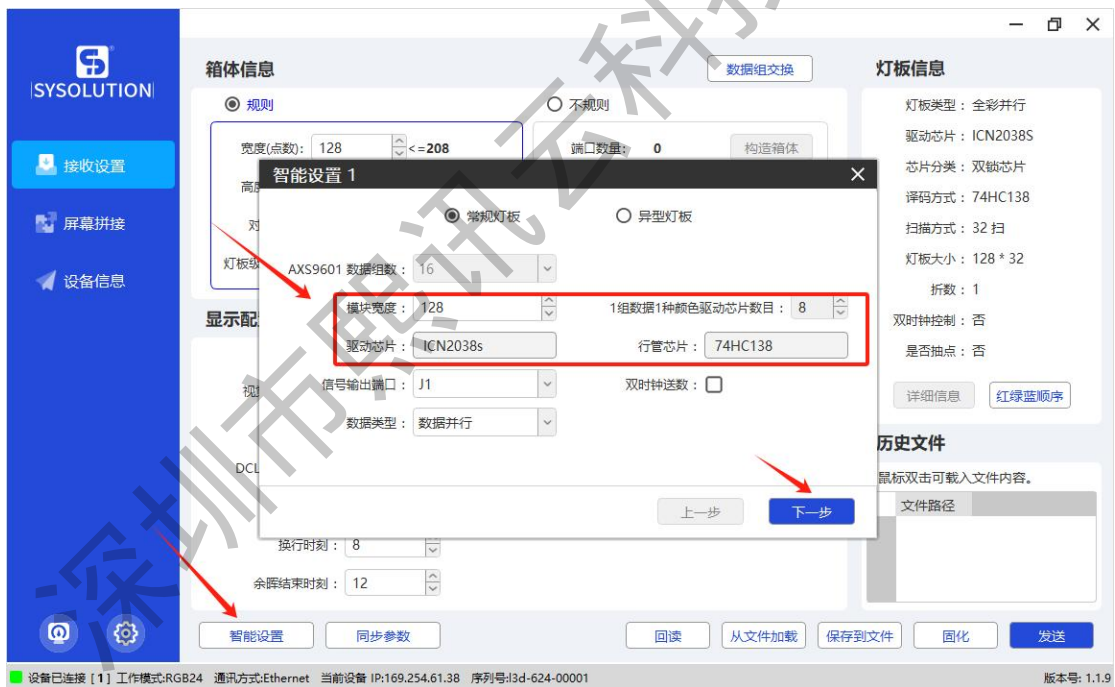 SYSOLUTION
接收设置
屏幕拼接
设备信息
箱体信息
数据组交换
规则
不规则
宽度(点数): 128 <=208
端口数量: 0
构造箱体
高度
对
灯板级
显示配
视
DCL
换行时刻: 8
余晖结束时刻: 12
智能设置 1
常规灯板
异型灯板
AXS9601 数据组数: 16
模块宽度: 128
1组数据1种颜色驱动芯片数目: 8
驱动芯片: ICN2038s
行管芯片: 74HC138
信号输出端口: J1
双时钟送数:
数据类型: 数据并行
上一步
下一步
灯板信息
灯板类型: 全彩并行
驱动芯片: ICN2038S
芯片分类: 双锁芯片
译码方式: 74HC138
扫描方式: 32 扫
灯板大小: 128 * 32
折数: 1
双时钟控制: 否
是否抽点: 否
详细信息
红绿蓝顺序
历史文件
鼠标双击可载入文件内容。
文件路径
智能设置
同步参数
回读
从文件加载
保存到文件
固化
发送
设备已连接 [ 1 ] 工作模式:RGB24 通讯方式:Ethernet 当前设备 IP:169.254.61.38 序列号:l3d-624-00001
版本号: 1.1.9
深圳市熙讯云科技